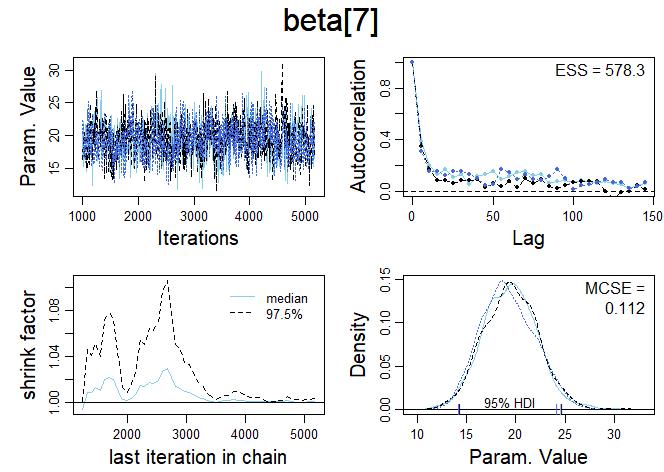 beta[7]
Param. Value
15 20 25 30
1000 2000 3000 4000 5000
Iterations
Autocorrelation
0.0 0.4 0.8
ESS = 578.3
0 50 100 150
Lag
shrink factor
1.00 1.04 1.08
median
97.5%
2000 3000 4000 5000
last iteration in chain
Density
0.00 0.05 0.10 0.15
MCSE =
0.112
95% HDI
10 15 20 25 30
Param. Value